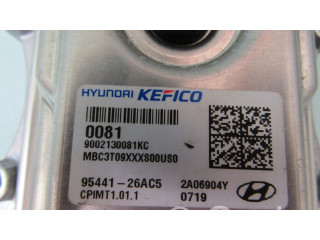 HYUNDAI KEFICO
0081
9002130081KC
MBC3T09XXXS00US0
95441-26AC5 2A06904Y
CPIMT1.01.1 0719